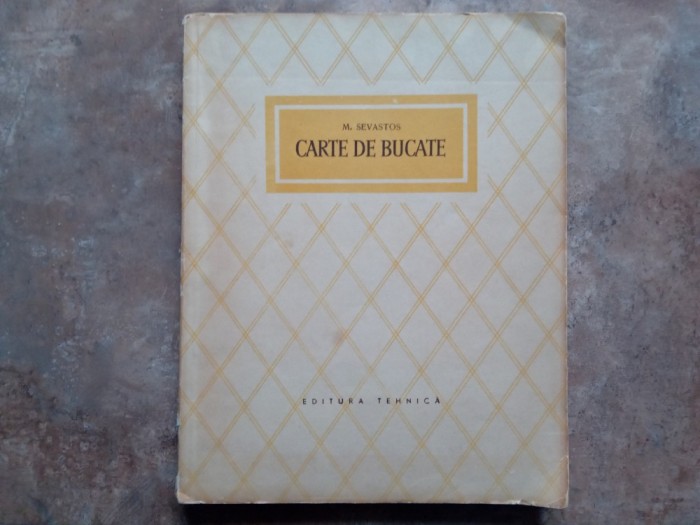 M. SEVASTOS
CARTE DE BUCATE
EDITURA TEHNICĂ